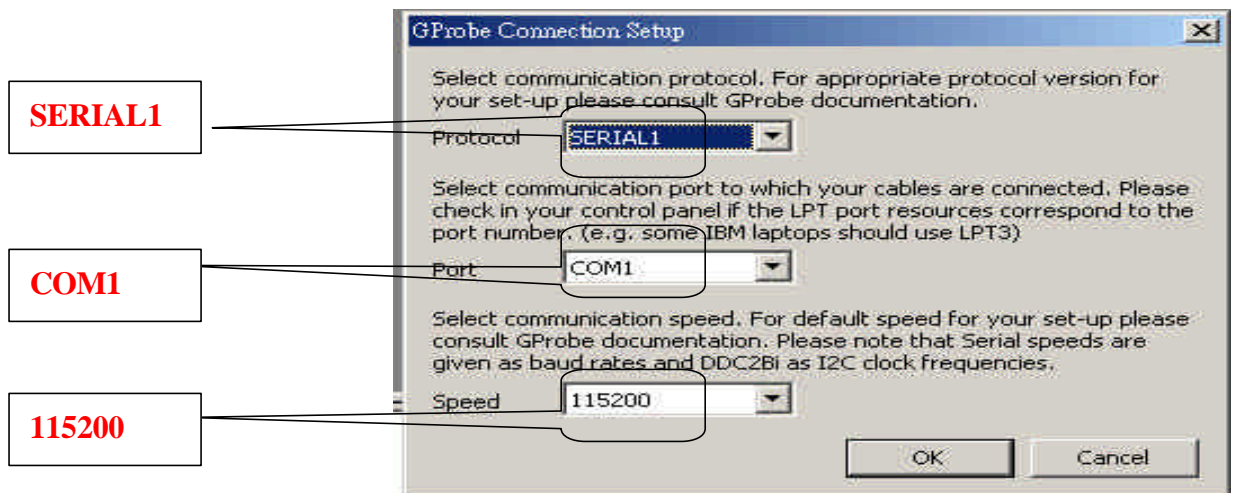 GProbe Connection Setup
Select communication protocol. For appropriate protocol version for
your set-up please consult GProbe documentation.
SERIAL1
Protocol SERIAL1
Select communication port to which your cables are connected. Please
check in your control panel if the LPT port resources correspond to the
port number. (e.g. some IBM laptops should use LPT3)
COM1
Port COM1
Select communication speed. For default speed for your set-up please
consult GProbe documentation. Please note that Serial speeds are
given as baud rates and DDC2Bi as I2C clock frequencies.
115200
Speed 115200
OK Cancel